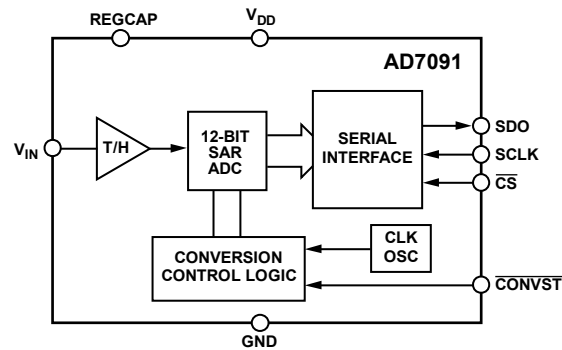 REGCAP
VDD
AD7091
VIN
T/H
12-BIT
SAR
ADC
SERIAL
INTERFACE
SDO
SCLK
CS
CLK
OSC
CONVERSION
CONTROL LOGIC
CONVST
GND